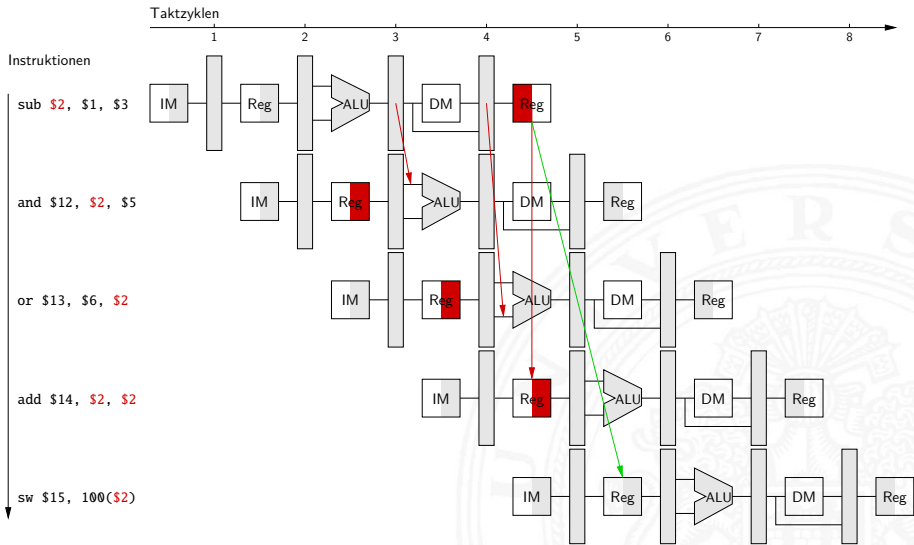 Taktzyklen
1 2 3 4 5 6 7 8
Instruktionen
sub $2, $1, $3
IM Reg ALU DM Reg
and $12, $2, $5
IM Reg ALU DM Reg
or $13, $6, $2
IM Reg ALU DM Reg
add $14, $2, $2
IM Reg ALU DM Reg
sw $15, 100($2)
IM Reg ALU DM Reg
U N I V E R S